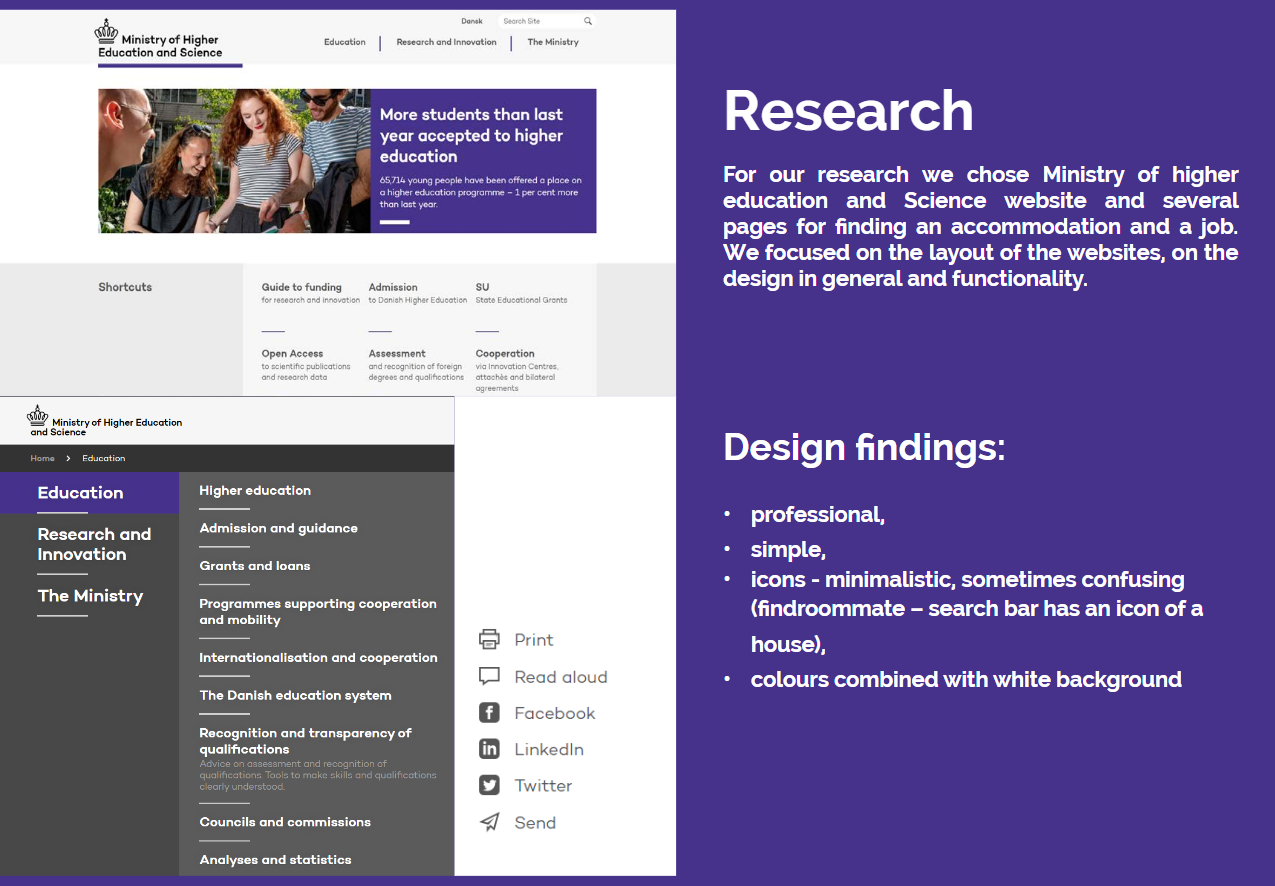 Dansk
Search Site
Ministry of Higher
Education and Science
Education
Research and Innovation
The Ministry
More students than last
year accepted to higher
education
65,714 young people have been offered a place on
a higher education programme – 1 per cent more
than last year.
Shortcuts
Guide to funding
for research and innovation
Admission
to Danish Higher Education
SU
State Educational Grants
Open Access
to scientific publications
and research data
Assessment
and recognition of foreign
degrees and qualifications
Cooperation
via Innovation Centres,
attachès and bilateral
agreements
Ministry of Higher Education
and Science
Home > Education
Education
Research and
Innovation
The Ministry
Higher education
Admission and guidance
Grants and loans
Programmes supporting cooperation
and mobility
Internationalisation and cooperation
The Danish education system
Recognition and transparency of
qualifications
Advice on assessment and recognition of
qualifications. Tools to make skills and qualifications
clearly understood.
Councils and commissions
Analyses and statistics
Print
Read aloud
Facebook
LinkedIn
Twitter
Send
Research
For our research we chose Ministry of higher
education and Science website and several
pages for finding an accommodation and a job.
We focused on the layout of the websites, on the
design in general and functionality.
Design findings:
• professional,
• simple,
• icons - minimalistic, sometimes confusing
(findroommate – search bar has an icon of a
house),
• colours combined with white background